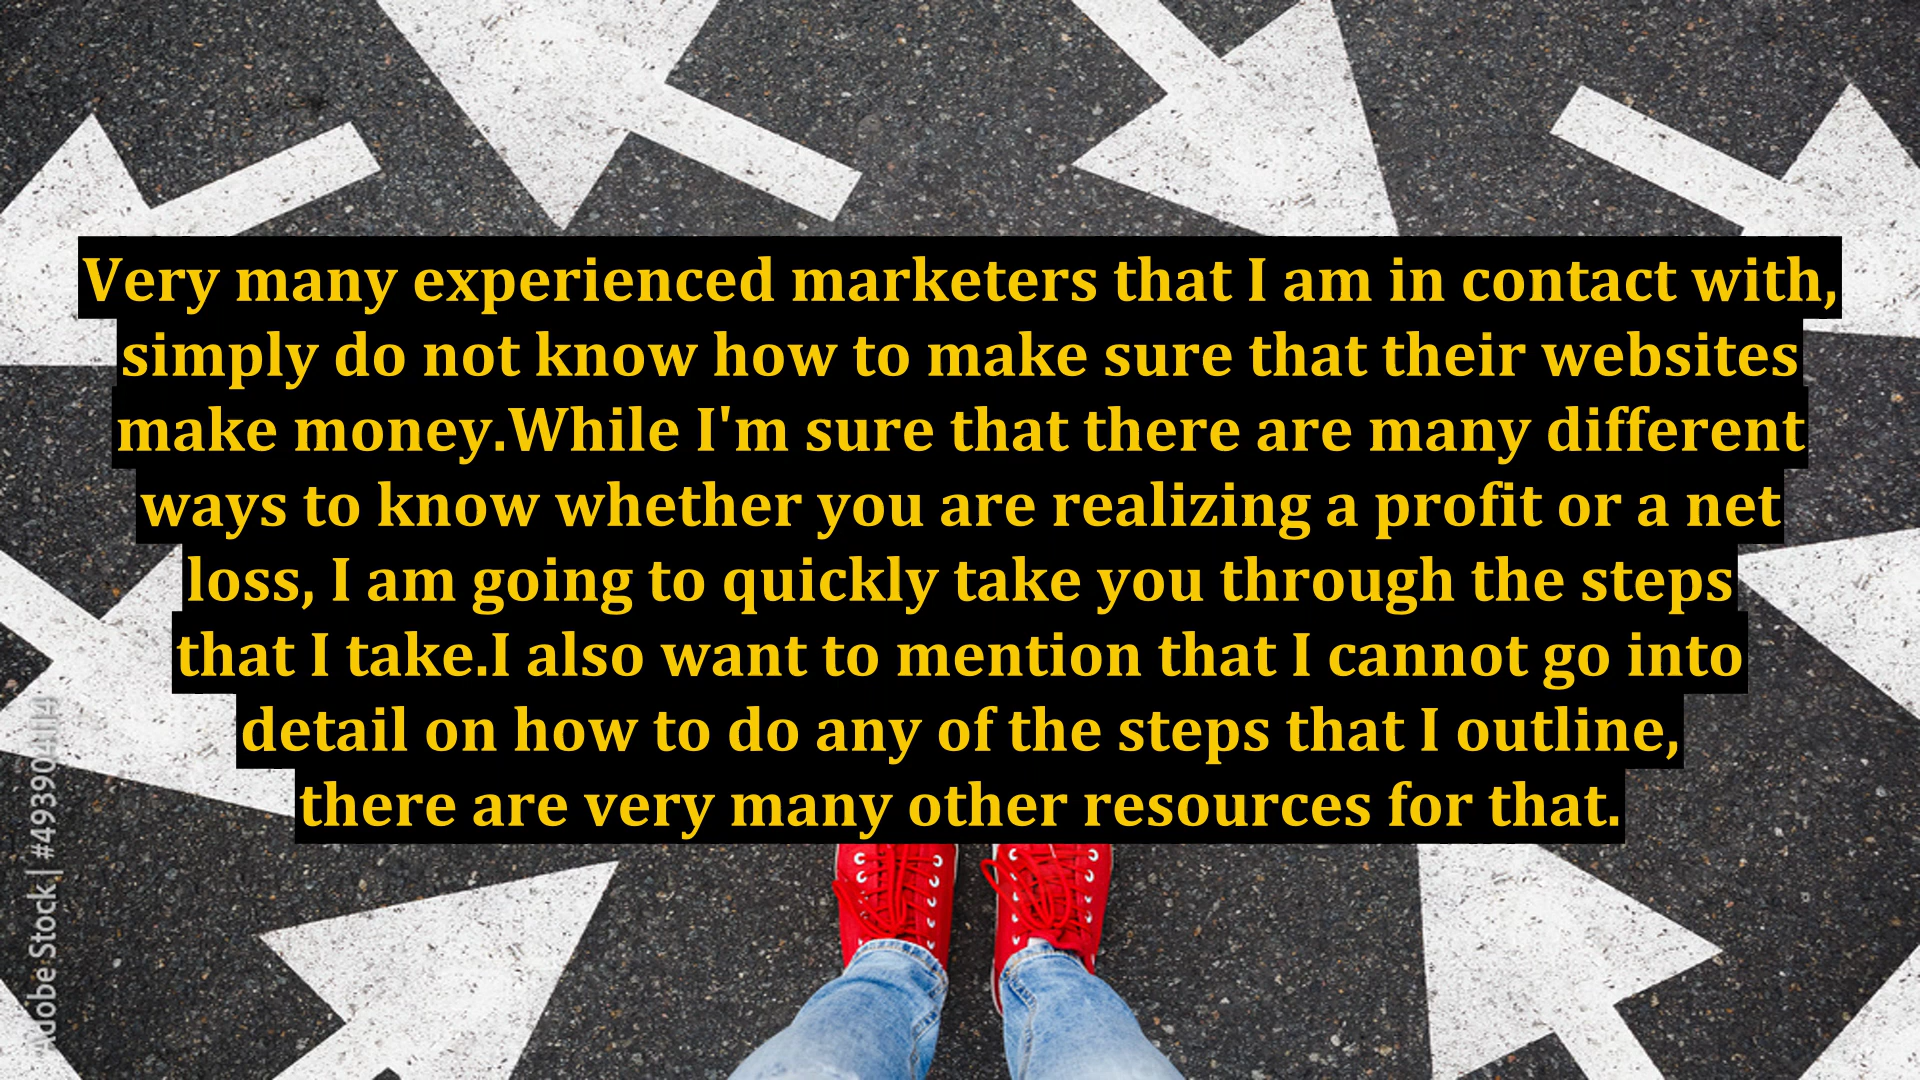 Very many experienced marketers that I am in contact with,
simply do not know how to make sure that their websites
make money.While I'm sure that there are many different
ways to know whether you are realizing a profit or a net
loss, I am going to quickly take you through the steps
that I take.I also want to mention that I cannot go into
detail on how to do any of the steps that I outline,
there are very many other resources for that.
Adobe Stock | #493904114